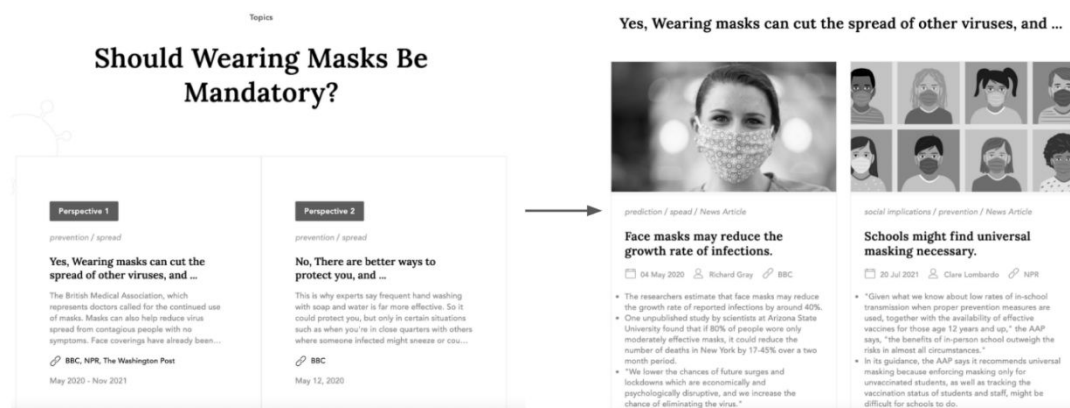 Topics
Should Wearing Masks Be
Mandatory?
Perspective 1
prevention / spread
Yes, Wearing masks can cut the
spread of other viruses, and ...
The British Medical Association, which
represents doctors called for the continued use
of masks. Masks can also help reduce virus
spread from contagious people with no
symptoms. Face coverings have already been...
BBC, NPR, The Washington Post
May 2020 - Nov 2021
Perspective 2
prevention / spread
No, There are better ways to
protect you, and ...
This is why experts say frequent hand washing
with soap and water is far more effective. So it
could protect you, but only in certain situations
such as when you're in close quarters with others
where someone infected might sneeze or cou...
BBC
May 12, 2020
Yes, Wearing masks can cut the spread of other viruses, and ...
prediction / spead / News Article
Face masks may reduce the
growth rate of infections.
04 May 2020 Richard Gray BBC
• The researchers estimate that face masks may reduce
the growth rate of reported infections by around 40%.
• One unpublished study by scientists at Arizona State
University found that if 80% of people wore only
moderately effective masks, it could reduce the
number of deaths in New York by 17-45% over a two
month period.
• "We lower the chances of future surges and
lockdowns which are economically and
psychologically disruptive, and we increase the
chance of eliminating the virus."
social implications / prevention / News Article
Schools might find universal
masking necessary.
20 Jul 2021 Clare Lombardo NPR
• "Given what we know about low rates of in-school
transmission when proper prevention measures are
used, together with the availability of effective
vaccines for those age 12 years and up," the AAP
says, "the benefits of in-person school outweigh the
risks in almost all circumstances."
• In its guidance, the AAP says it recommends universal
masking because enforcing masking only for
unvaccinated students, as well as tracking the
vaccination status of students and staff, might be
difficult for schools to do.